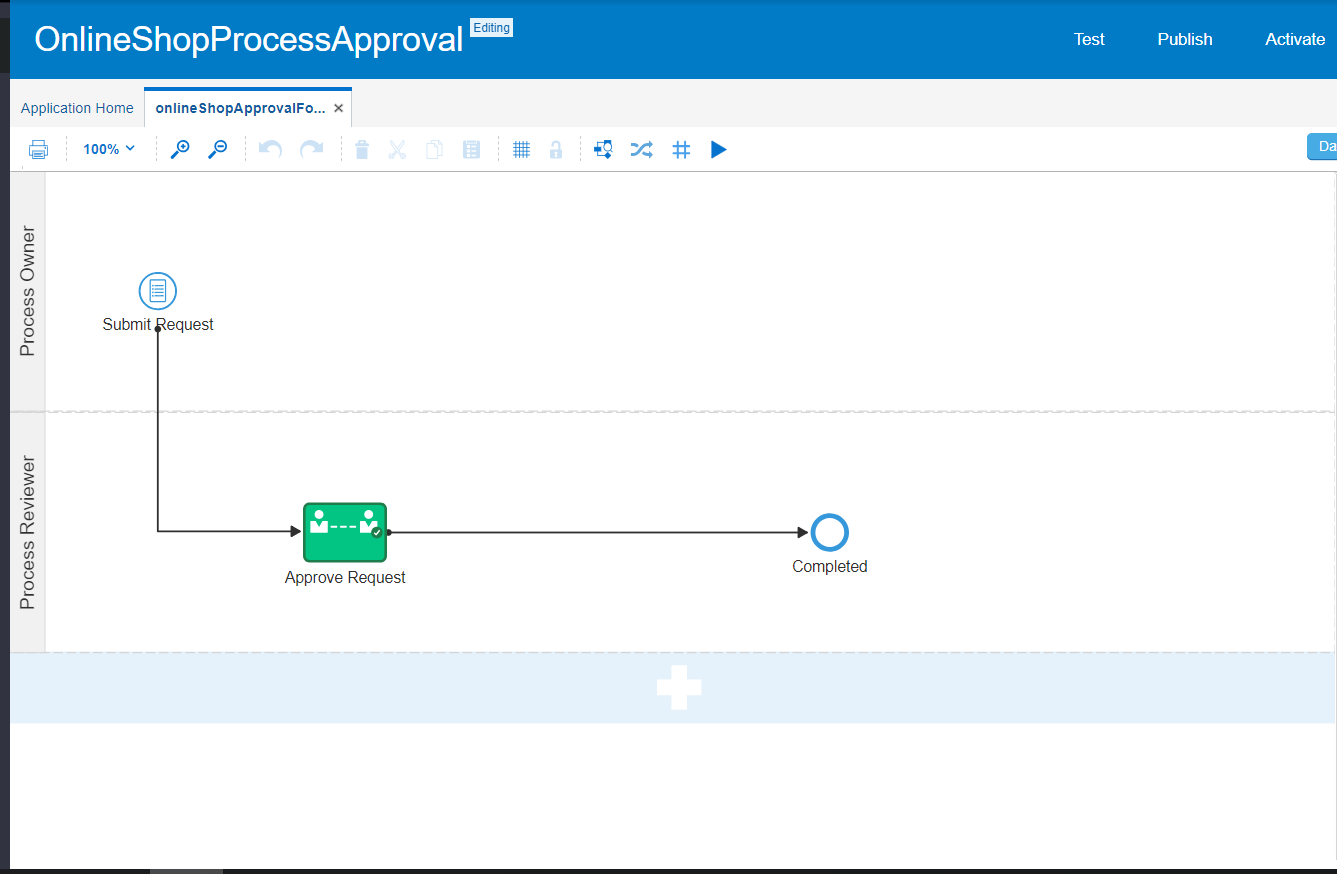 OnlineShopProcessApproval Editing
Test Publish Activate
Application Home onlineShopApprovalFo...
100%
Da
Process Owner
Submit Request
Process Reviewer
Approve Request
Completed